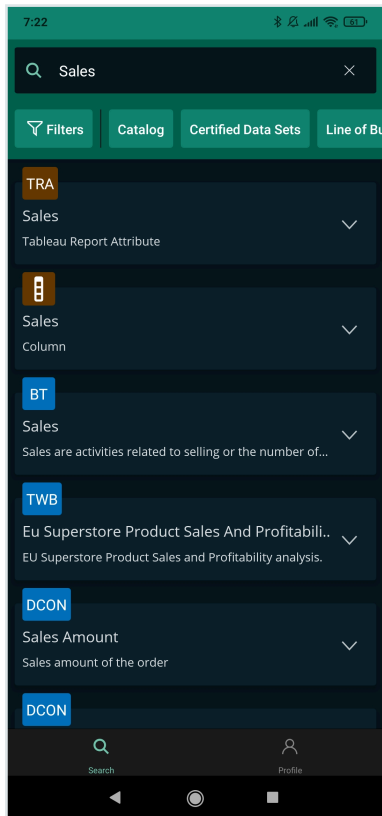 7:22
61
Sales
Filters
Catalog
Certified Data Sets
Line of Bu
TRA
Sales
Tableau Report Attribute
Sales
Column
BT
Sales
Sales are activities related to selling or the number of...
TWB
Eu Superstore Product Sales And Profitabili..
EU Superstore Product Sales and Profitability analysis.
DCON
Sales Amount
Sales amount of the order
DCON
Search
Profile